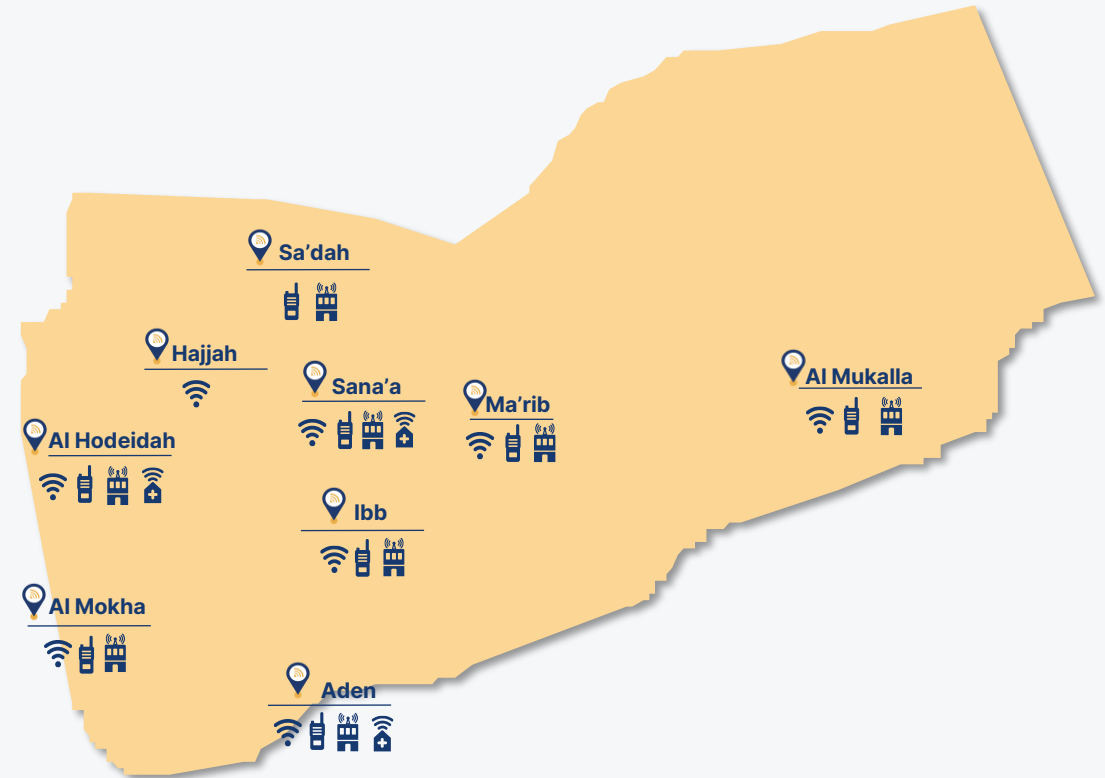 Sa’dah
Hajjah
Sana’a
Ma’rib
Al Mukalla
Al Hodeidah
Ibb
Al Mokha
Aden